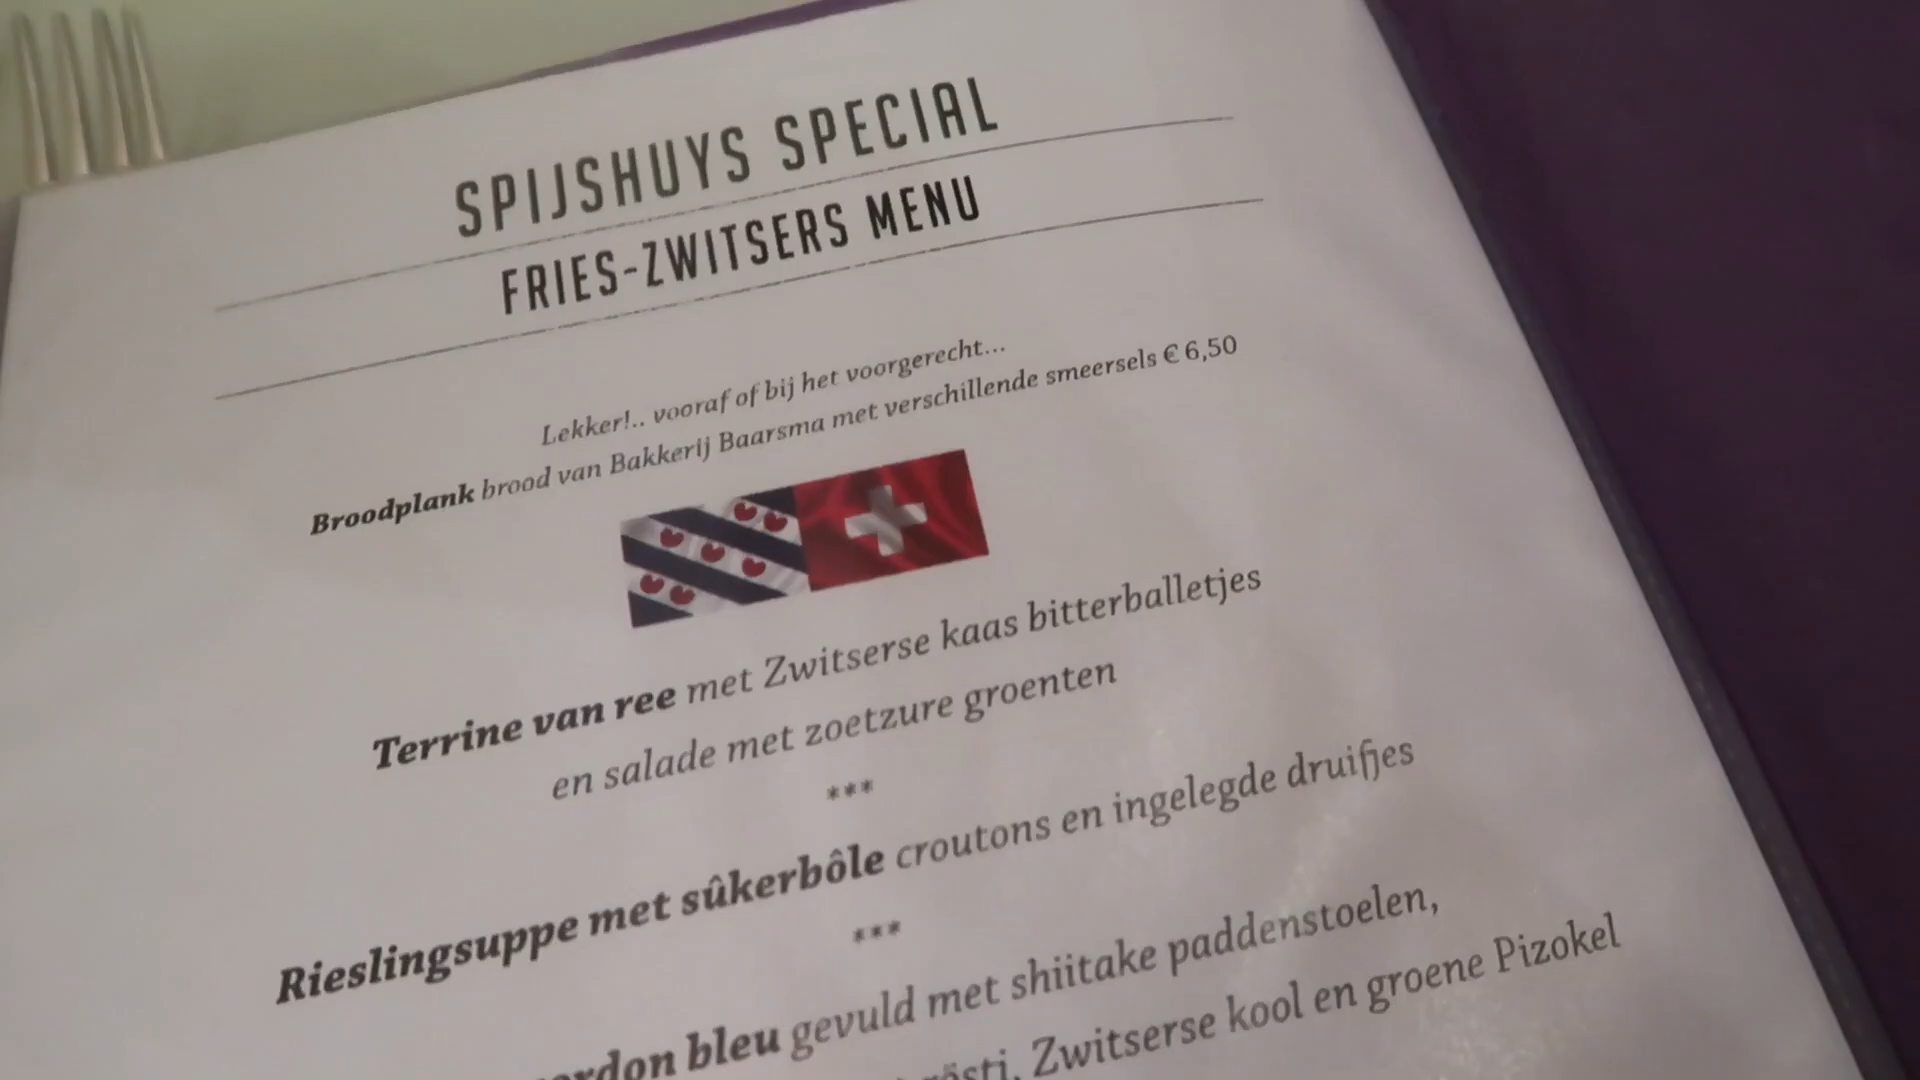 SPIJSHUYS SPECIAL
FRIES-ZWITSERS MENU
Lekker!.. vooraf of bij het voorgerecht...
Broodplank brood van Bakkerij Baarsma met verschillende smeersels € 6,50
Terrine van ree met Zwitserse kaas bitterballetjes
en salade met zoetzure groenten
***
Rieslingsuppe met sûkerbôle croutons en ingelegde druifjes
***
bleu gevuld met shiitake paddenstoelen,
Zwitserse kool en groene Pizokel